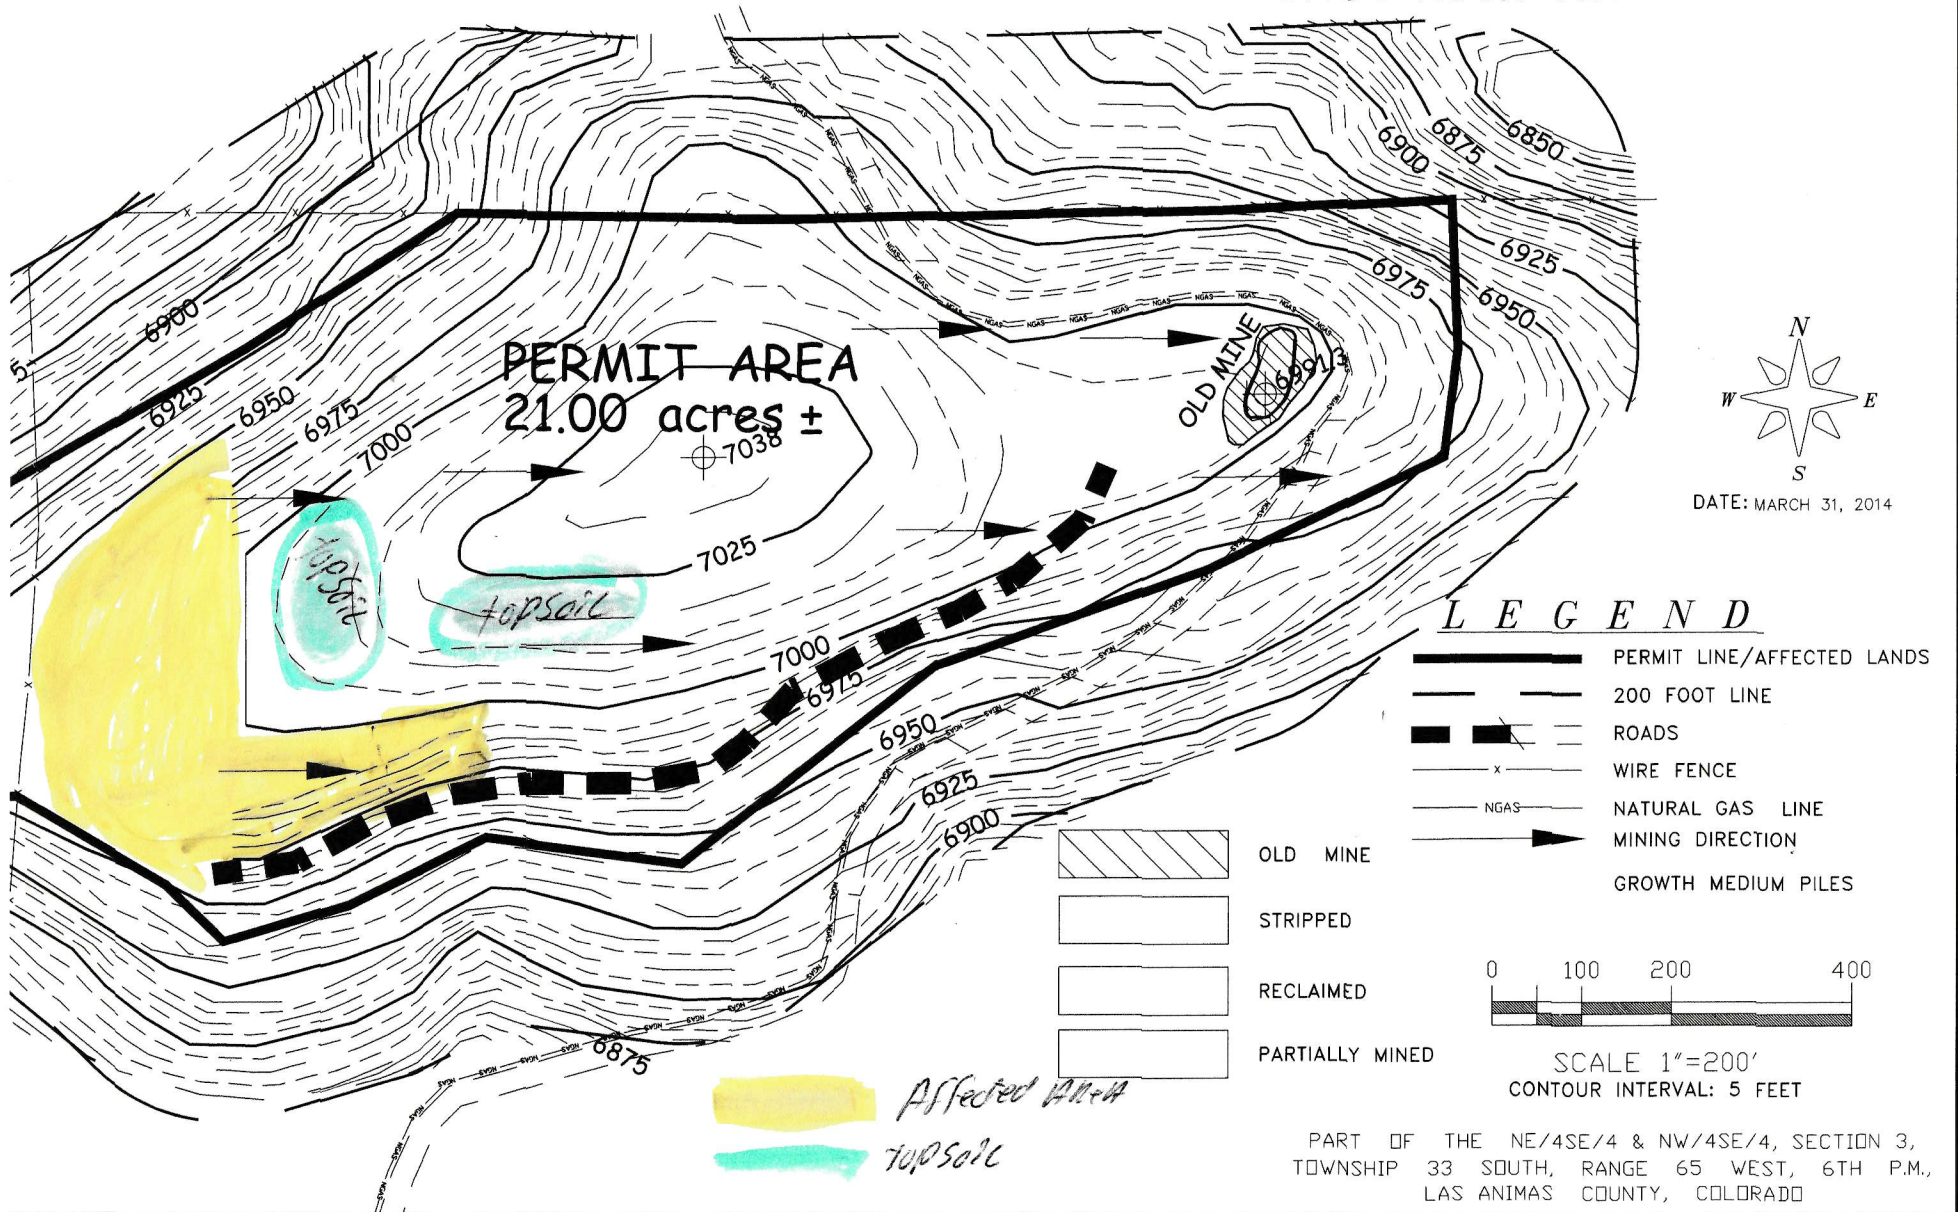 6850
6875
6900
6925
6950
6975
6900
6925
6950
6975
7000
PERMIT AREA
21.00 acres ±
7038
OLD MINE
6991.3
7025
topsoil
topsoil
7000
6975
6950
6925
6900
6875
NGAS
N
W
E
S
DATE: MARCH 31, 2014
LEGEND
PERMIT LINE/AFFECTED LANDS
200 FOOT LINE
ROADS
x WIRE FENCE
NGAS NATURAL GAS LINE
MINING DIRECTION
GROWTH MEDIUM PILES
OLD MINE
STRIPPED
RECLAIMED
PARTIALLY MINED
0 100 200 400
SCALE 1"=200'
CONTOUR INTERVAL: 5 FEET
Affected Area
topsoil
PART OF THE NE/4SE/4 & NW/4SE/4, SECTION 3,
TOWNSHIP 33 SOUTH, RANGE 65 WEST, 6TH P.M.,
LAS ANIMAS COUNTY, COLORADO